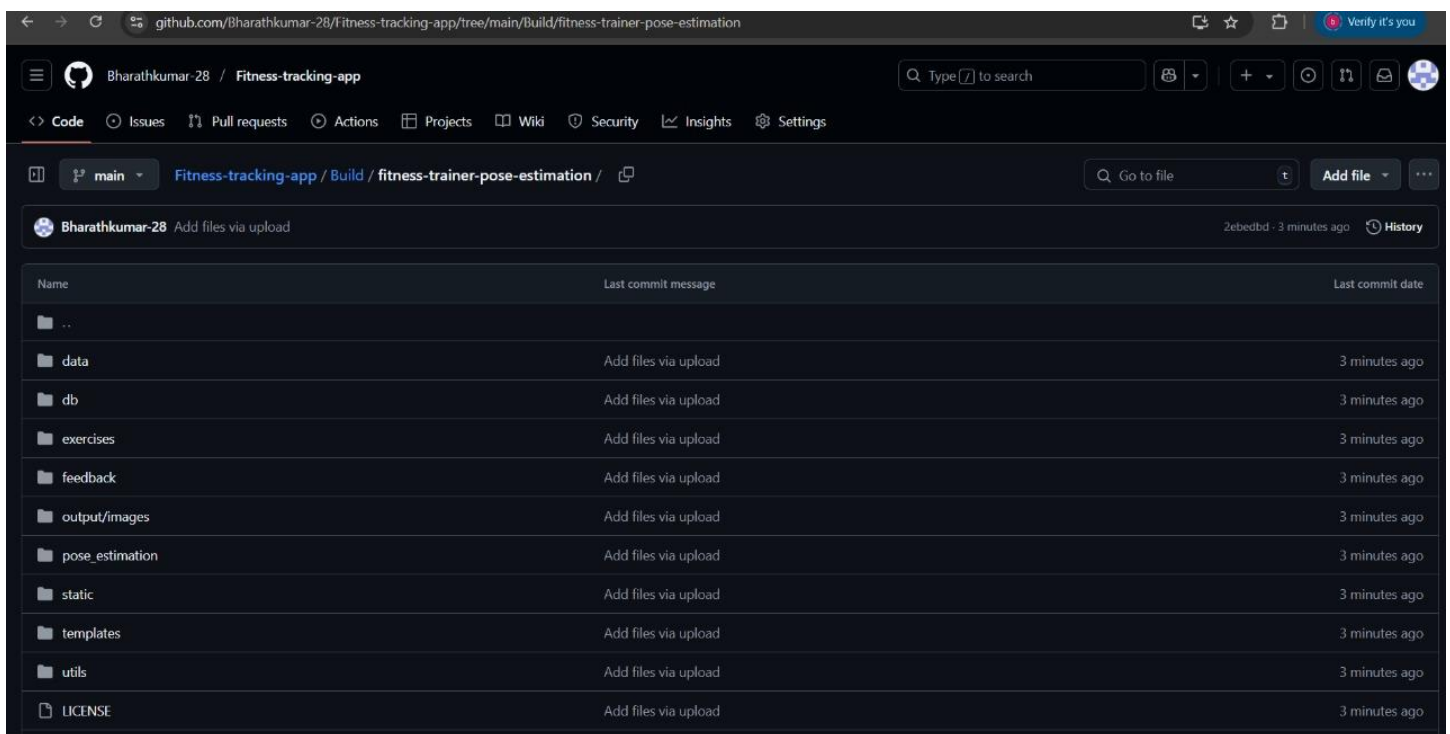 github.com/Bharathkumar-28/Fitness-tracking-app/tree/main/Build/fitness-trainer-pose-estimation
b Verify it's you
Bharathkumar-28 / Fitness-tracking-app
Type / to search
<> Code Issues Pull requests Actions Projects Wiki Security Insights Settings
main Fitness-tracking-app / Build / fitness-trainer-pose-estimation /
Go to file t Add file
Bharathkumar-28 Add files via upload 2ebedbd · 3 minutes ago History
Name Last commit message Last commit date
..
data Add files via upload 3 minutes ago
db Add files via upload 3 minutes ago
exercises Add files via upload 3 minutes ago
feedback Add files via upload 3 minutes ago
output/images Add files via upload 3 minutes ago
pose_estimation Add files via upload 3 minutes ago
static Add files via upload 3 minutes ago
templates Add files via upload 3 minutes ago
utils Add files via upload 3 minutes ago
LICENSE Add files via upload 3 minutes ago